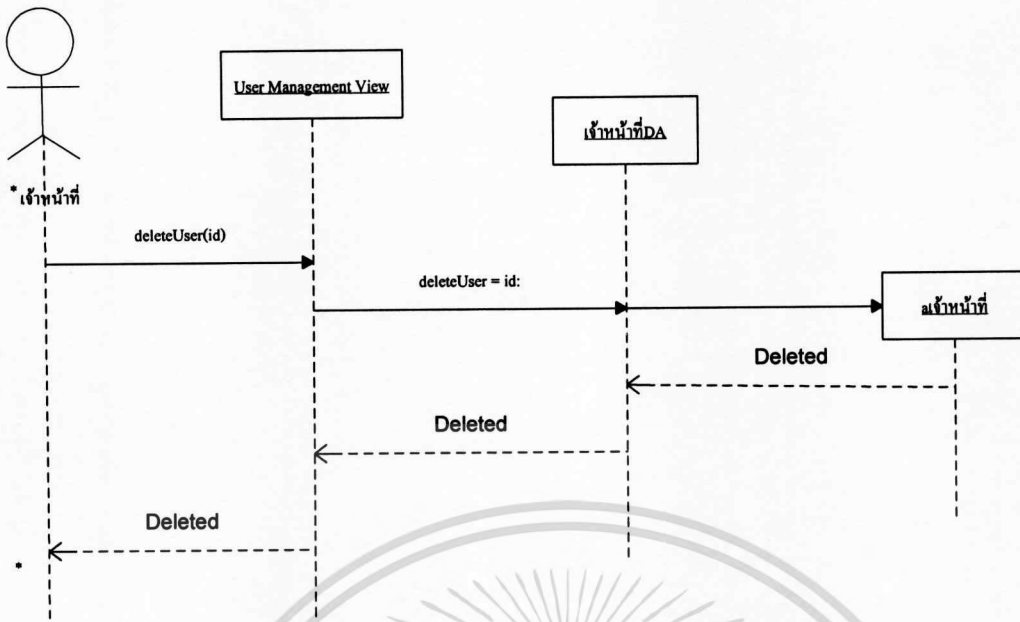 User Management View
เจ้าหน้าที่DA
* เจ้าหน้าที่
deleteUser(id)
deleteUser = id:
aเจ้าหน้าที่
Deleted
Deleted
Deleted
*